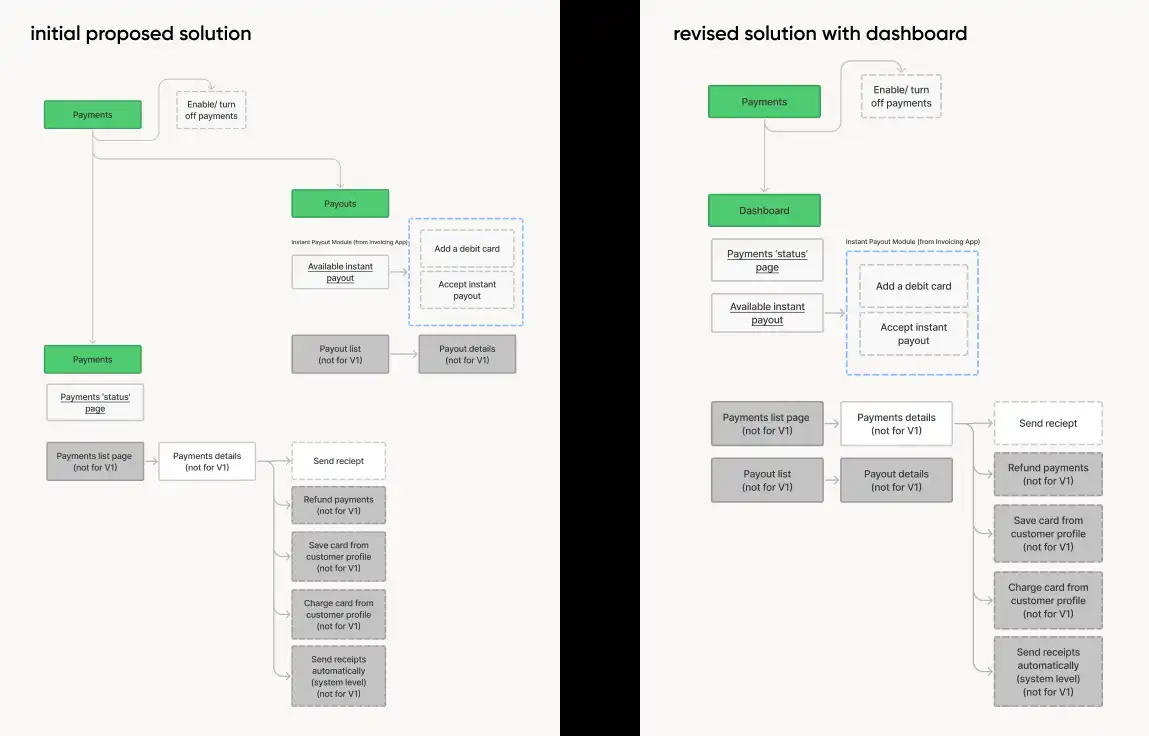 initial proposed solution
Payments
Enable/ turn
off payments
Payouts
Instant Payout Module (from Invoicing App)
Available instant
payout
Add a debit card
Accept instant
payout
Payout list
(not for V1)
Payout details
(not for V1)
Payments
Payments 'status'
page
Payments list page
(not for V1)
Payments details
(not for V1)
Send reciept
Refund payments
(not for V1)
Save card from
customer profile
(not for V1)
Charge card from
customer profile
(not for V1)
Send receipts
automatically
(system level)
(not for V1)
revised solution with dashboard
Payments
Enable/ turn
off payments
Dashboard
Payments 'status'
page
Instant Payout Module (from Invoicing App)
Available instant
payout
Add a debit card
Accept instant
payout
Payments list page
(not for V1)
Payments details
(not for V1)
Send reciept
Payout list
(not for V1)
Payout details
(not for V1)
Refund payments
(not for V1)
Save card from
customer profile
(not for V1)
Charge card from
customer profile
(not for V1)
Send receipts
automatically
(system level)
(not for V1)